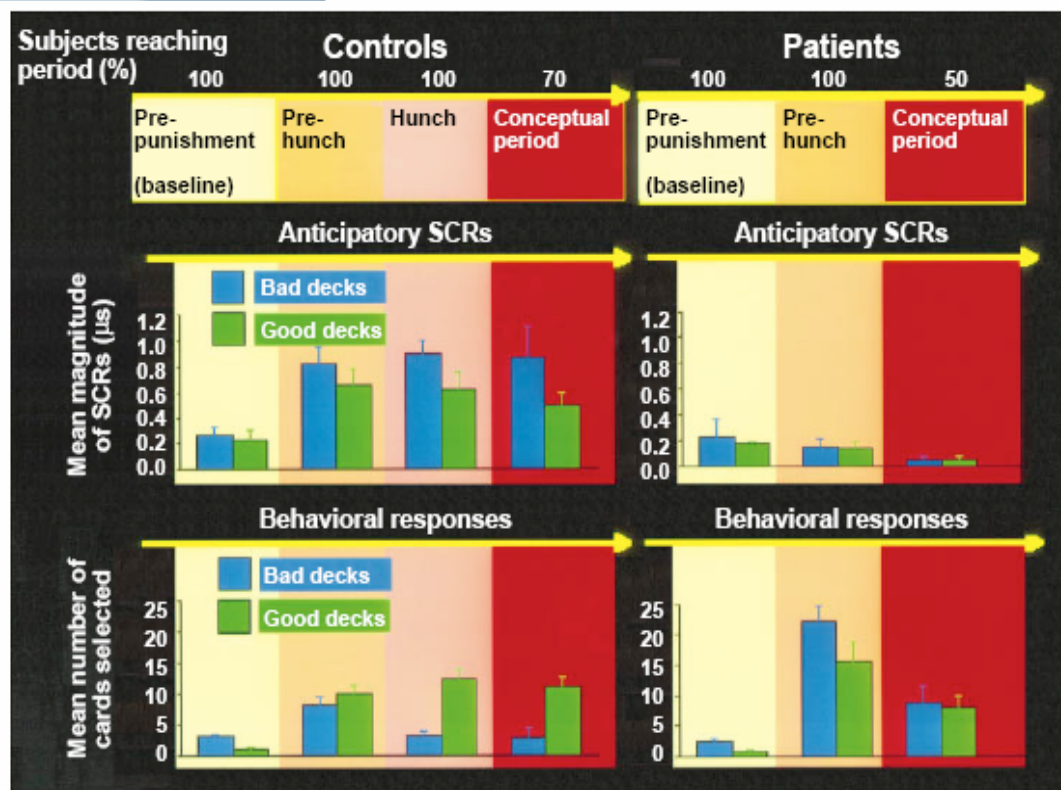 Subjects reaching
period (%)
Controls
100
100
100
70
Pre-
punishment
(baseline)
Pre-
hunch
Hunch
Conceptual
period
Patients
100
100
50
Pre-
punishment
(baseline)
Pre-
hunch
Conceptual
period
Anticipatory SCRs
Bad decks
Good decks
Mean magnitude
of SCRs (µs)
1.2
1.0
0.8
0.6
0.4
0.2
0.0
Anticipatory SCRs
1.2
1.0
0.8
0.6
0.4
0.2
0.0
Behavioral responses
Bad decks
Good decks
Mean number of
cards selected
25
20
15
10
5
0
Behavioral responses
25
20
15
10
5
0